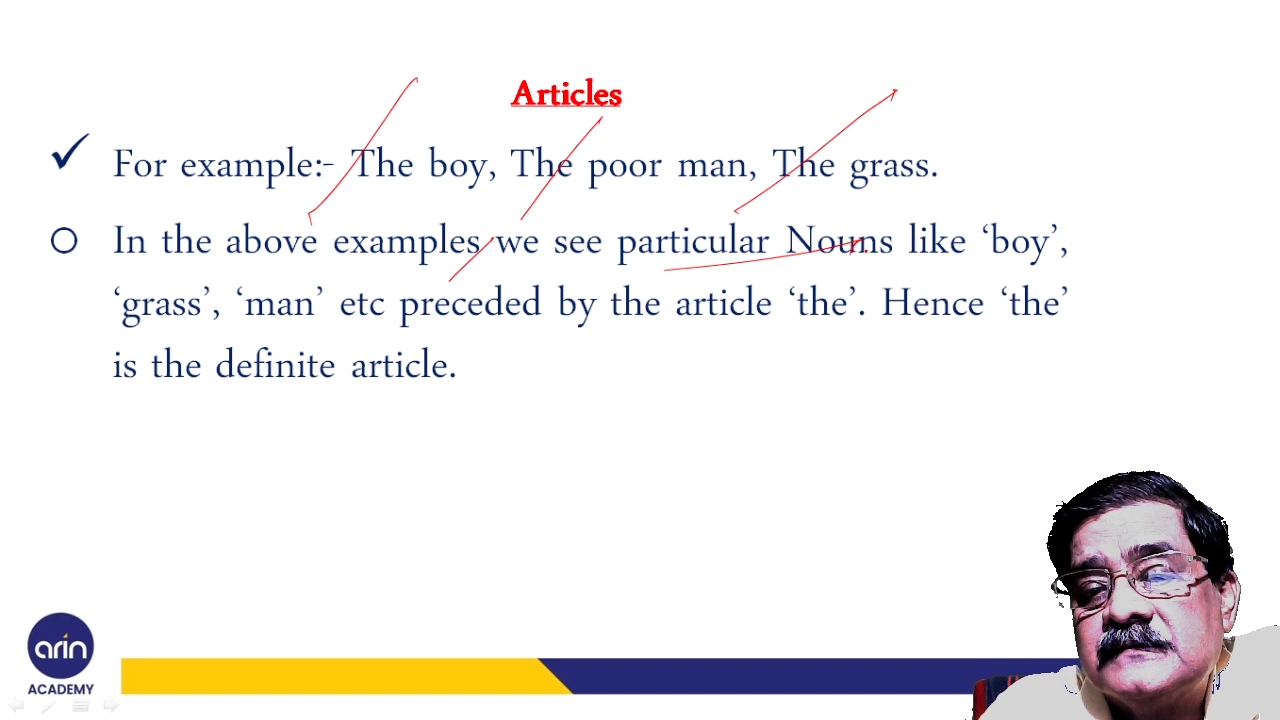 Articles
For example:- The boy, The poor man, The grass.
In the above examples we see particular Nouns like ‘boy’,
‘grass’, ‘man’ etc preceded by the article ‘the’. Hence ‘the’
is the definite article.
arin
ACADEMY